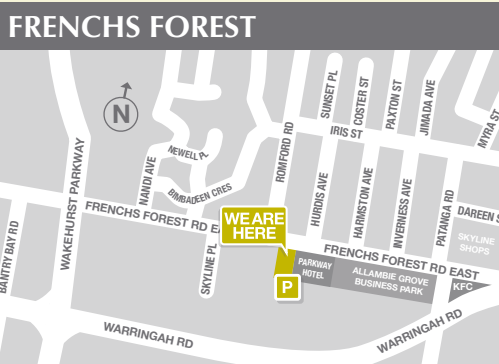 FRENCHS FOREST
N
WAKEHURST PARKWAY
BANTRY BAY RD
NANDI AVE
NEWELL PL
BIMBADEEN CRES
FRENCHS FOREST RD EA
SKYLINE PL
WE ARE
HERE
P
ROMFORD RD
SUNSET PL
COSTER ST
PAXTON ST
JIMADA AVE
MYRA ST
IRIS ST
HURDIS AVE
HARMSTON AVE
INVERNESS AVE
PATANGA RD
DAREEN S
SKYLINE
SHOPS
FRENCHS FOREST RD EAST
PARKWAY
HOTEL
ALLAMBIE GROVE
BUSINESS PARK
KFC
WARRINGAH RD
WARRINGAH RD